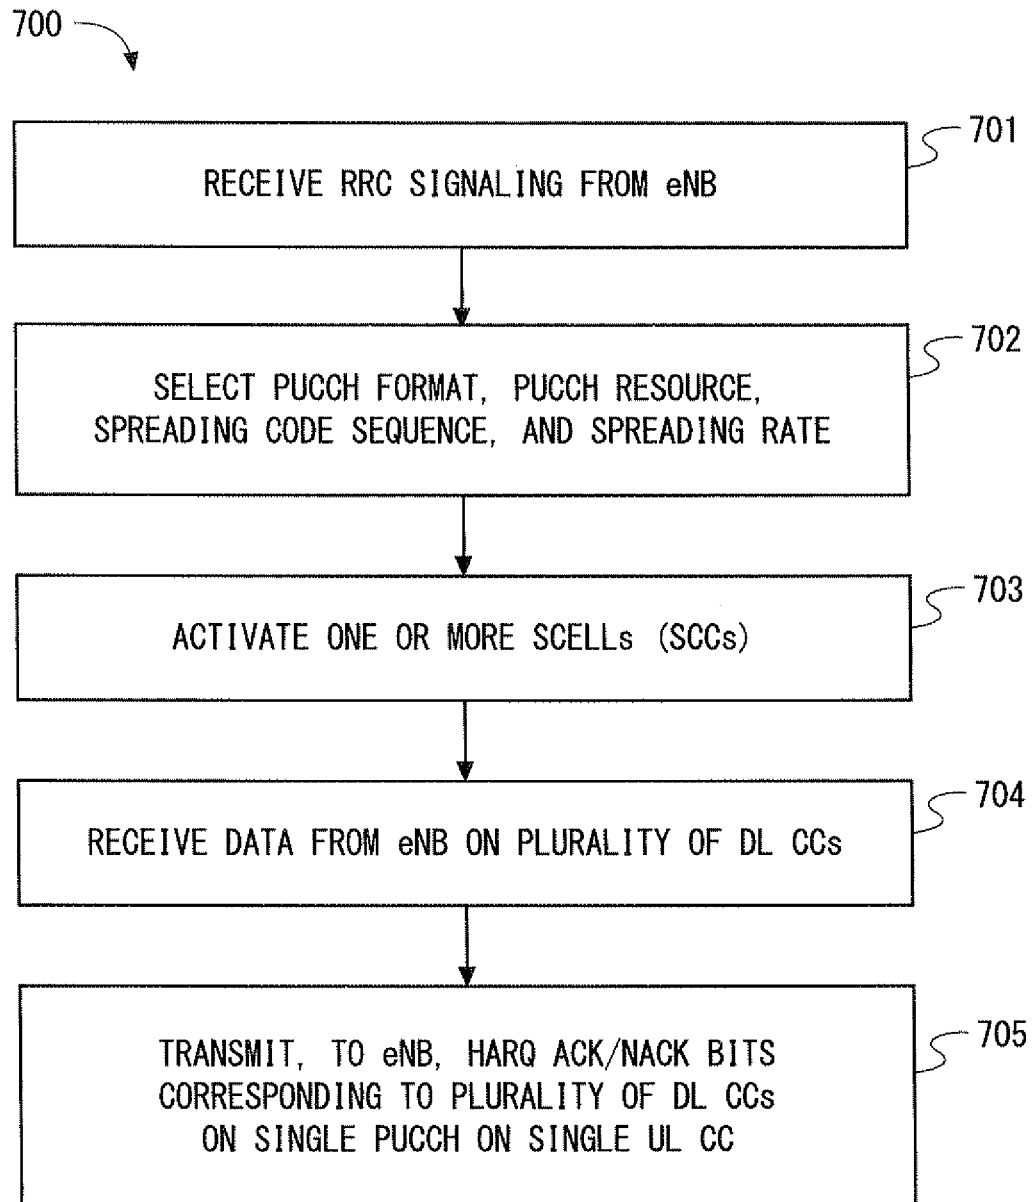 700
701
RECEIVE RRC SIGNALING FROM eNB
702
SELECT PUCCH FORMAT, PUCCH RESOURCE,
SPREADING CODE SEQUENCE, AND SPREADING RATE
703
ACTIVATE ONE OR MORE SCELLs (SCCs)
704
RECEIVE DATA FROM eNB ON PLURALITY OF DL CCs
705
TRANSMIT, TO eNB, HARQ ACK/NACK BITS
CORRESPONDING TO PLURALITY OF DL CCs
ON SINGLE PUCCH ON SINGLE UL CC